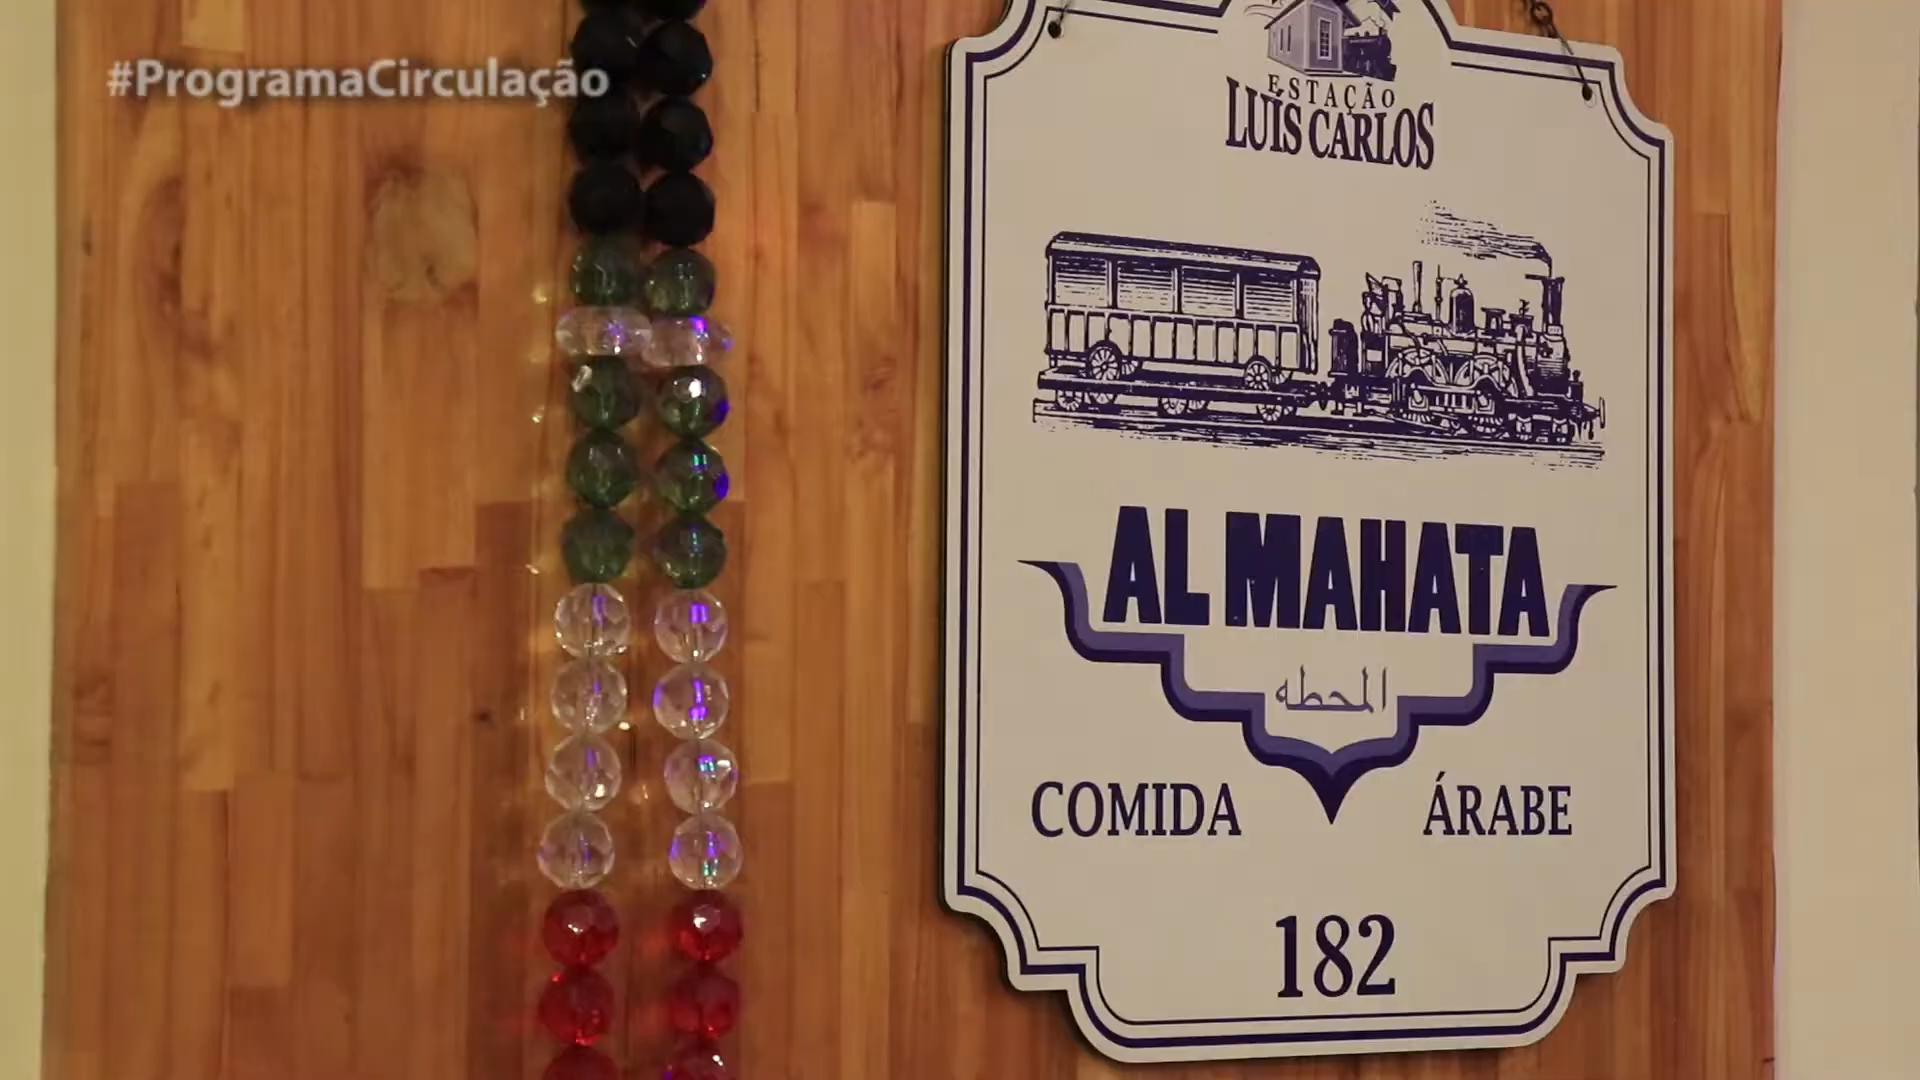 #ProgramaCirculação
ESTAÇÃO
LUÍS CARLOS
AL MAHATA
المحطه
COMIDA ÁRABE
182